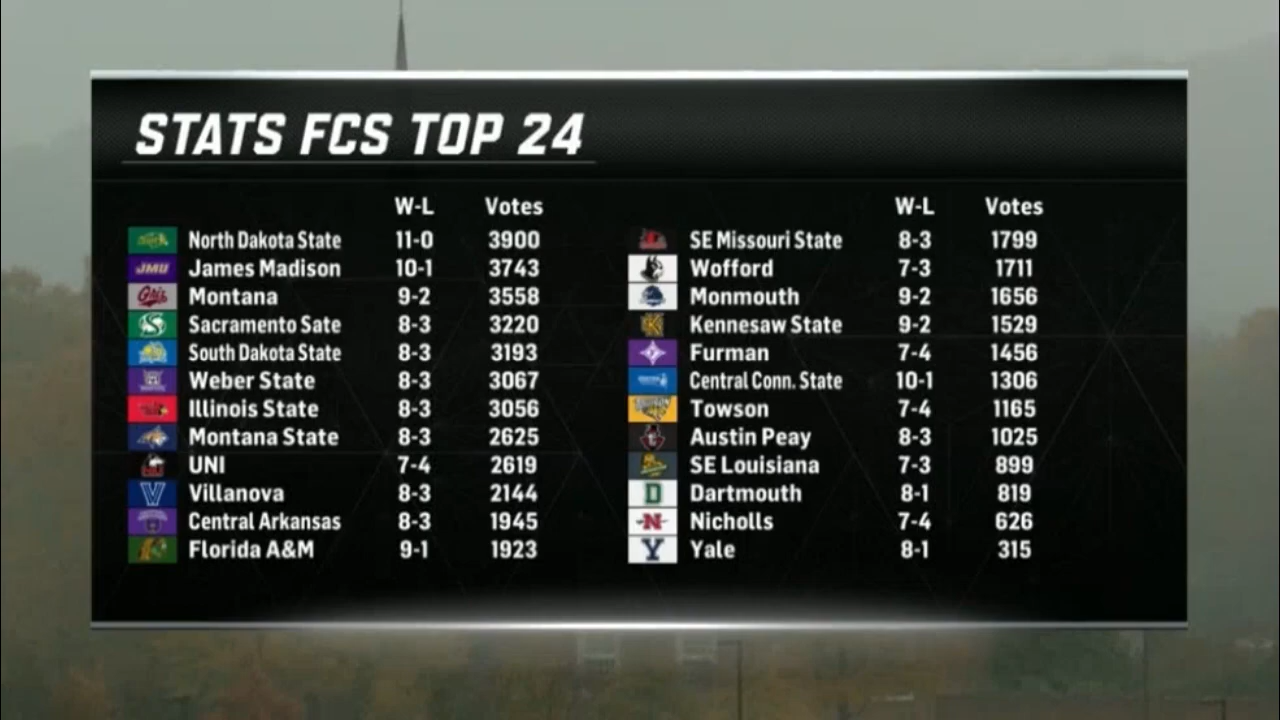 STATS FCS TOP 24
W-L Votes
North Dakota State 11-0 3900
JMU James Madison 10-1 3743
Griz Montana 9-2 3558
S Sacramento Sate 8-3 3220
South Dakota State 8-3 3193
Weber State 8-3 3067
Illinois State 8-3 3056
Montana State 8-3 2625
UNI 7-4 2619
V Villanova 8-3 2144
Central Arkansas 8-3 1945
Florida A&M 9-1 1923
W-L Votes
SE Missouri State 8-3 1799
Wofford 7-3 1711
Monmouth 9-2 1656
K Kennesaw State 9-2 1529
F Furman 7-4 1456
Central Conn. State 10-1 1306
Towson 7-4 1165
Austin Peay 8-3 1025
SE Louisiana 7-3 899
D Dartmouth 8-1 819
N Nicholls 7-4 626
Y Yale 8-1 315